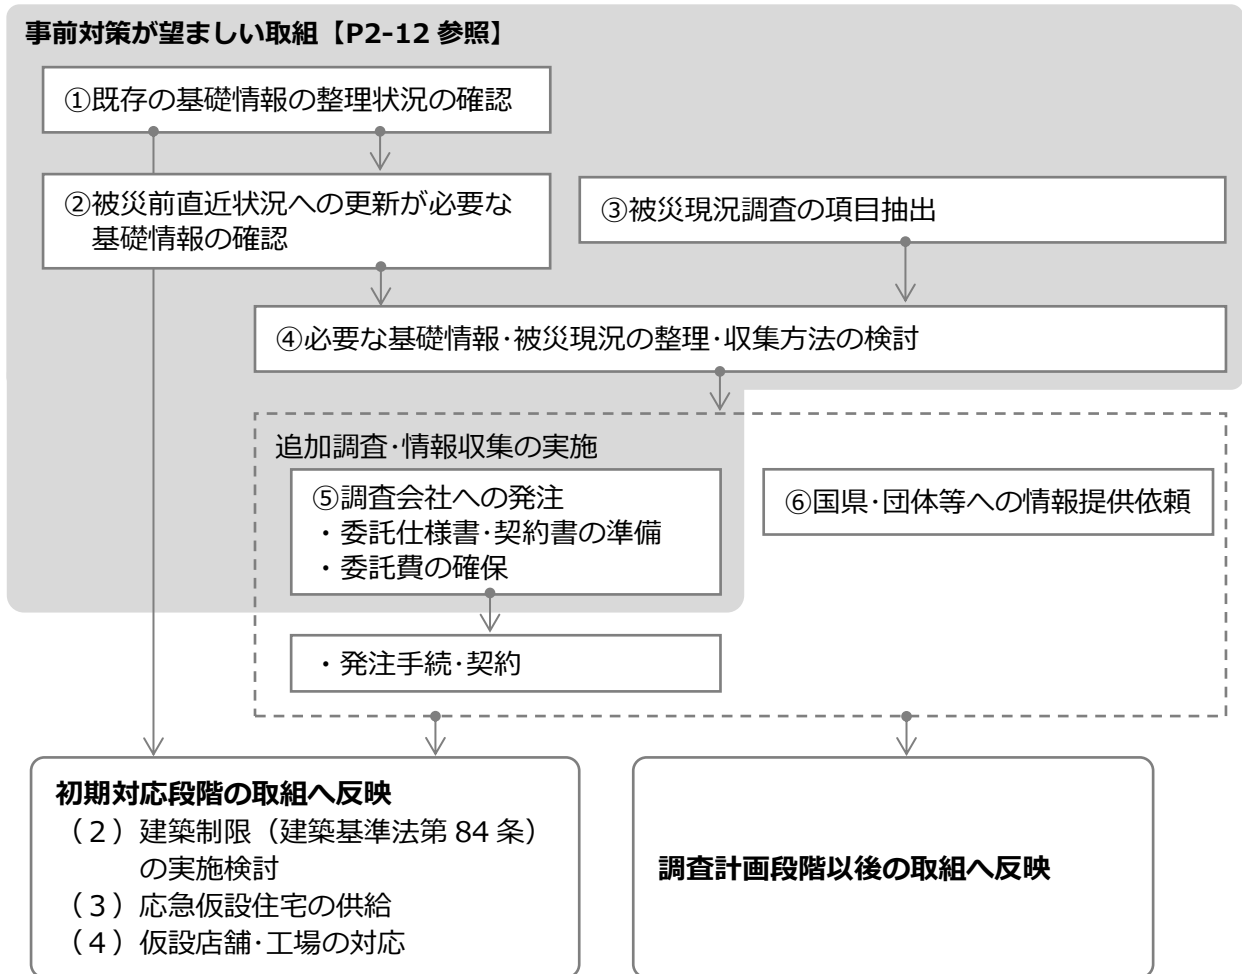 事前対策が望ましい取組【P2-12 参照】
①既存の基礎情報の整理状況の確認
②被災前直近状況への更新が必要な
基礎情報の確認
③被災現況調査の項目抽出
④必要な基礎情報･被災現況の整理･収集方法の検討
追加調査･情報収集の実施
⑤調査会社への発注
・委託仕様書･契約書の準備
・委託費の確保
⑥国県･団体等への情報提供依頼
・発注手続･契約
初期対応段階の取組へ反映
（２）建築制限（建築基準法第 84 条）
の実施検討
（３）応急仮設住宅の供給
（４）仮設店舗･工場の対応
調査計画段階以後の取組へ反映